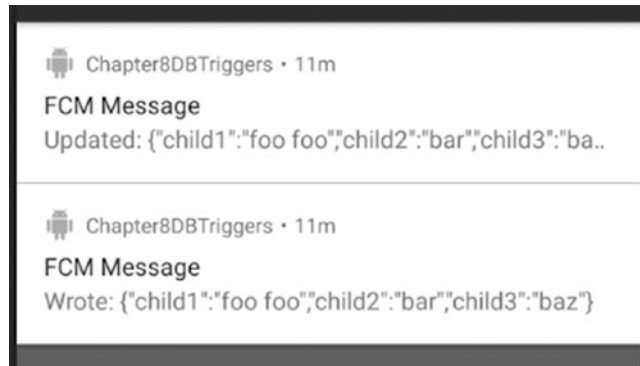 Chapter8DBTriggers • 11m
FCM Message
Updated: {"child1":"foo foo","child2":"bar","child3":"ba..
Chapter8DBTriggers • 11m
FCM Message
Wrote: {"child1":"foo foo","child2":"bar","child3":"baz"}